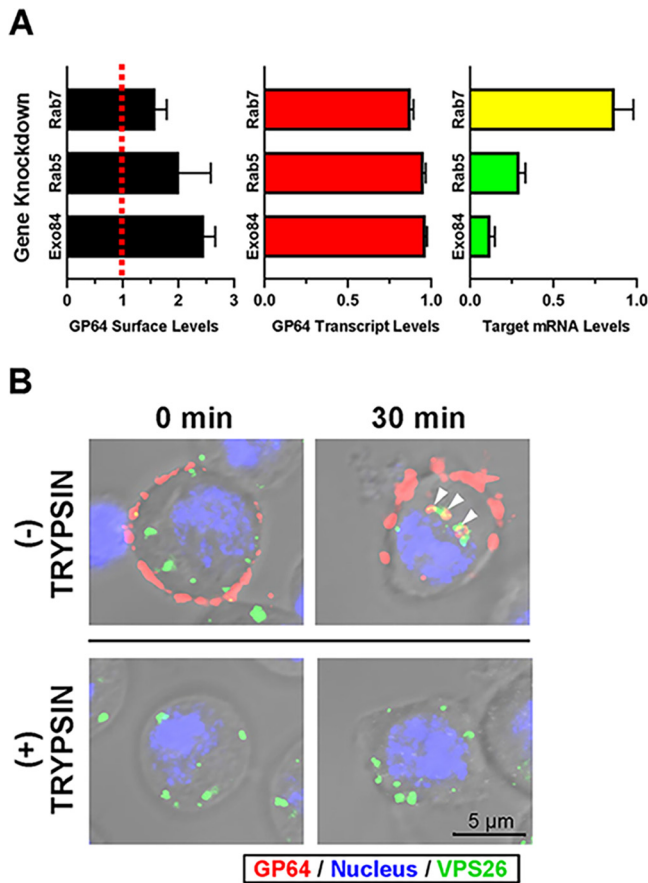 A
Gene Knockdown
Rab7
Rab5
Exo84
0 1 2 3
GP64 Surface Levels
Rab7
Rab5
Exo84
0.0 0.5 1.0
GP64 Transcript Levels
Rab7
Rab5
Exo84
0.0 0.5 1.0
Target mRNA Levels
B
0 min 30 min
(-)
TRYPSIN
(+)
TRYPSIN
5 µm
GP64 / Nucleus / VPS26